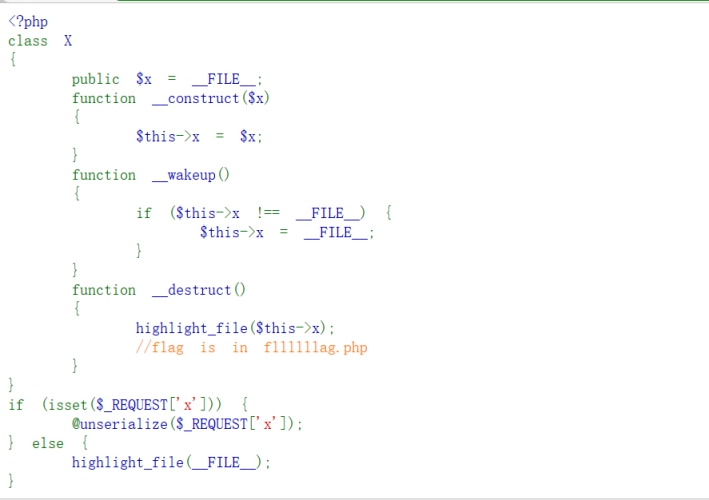 <?php
class X
{
public $x = __FILE__;
function __construct($x)
{
$this->x = $x;
}
function __wakeup()
{
if ($this->x !== __FILE__) {
$this->x = __FILE__;
}
}
function __destruct()
{
highlight_file($this->x);
//flag is in fllllllag.php
}
}
if (isset($_REQUEST['x'])) {
@unserialize($_REQUEST['x']);
} else {
highlight_file(__FILE__);
}